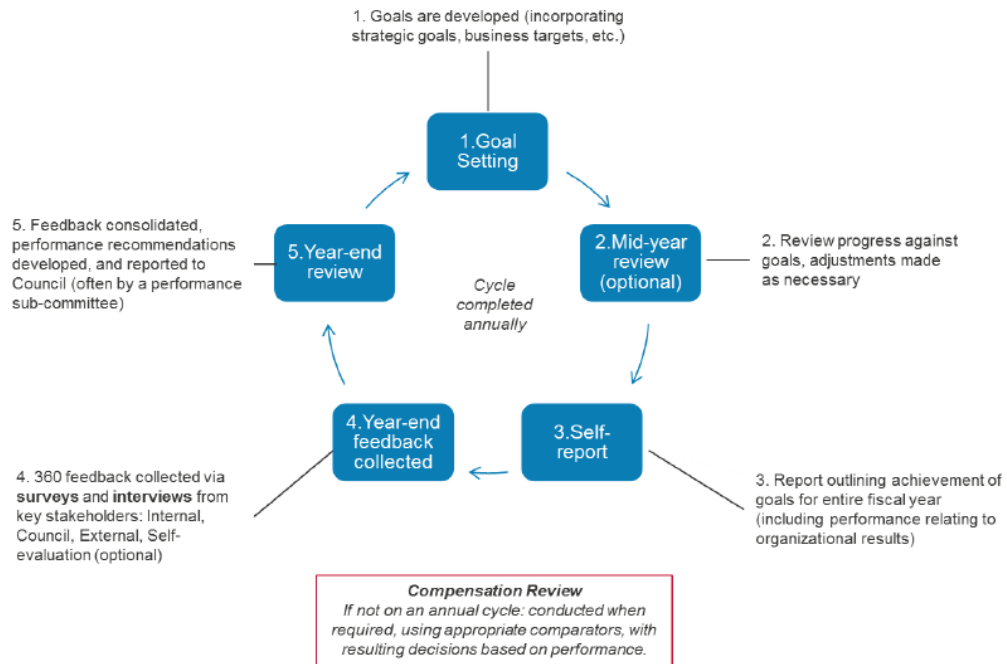 1. Goals are developed (incorporating
strategic goals, business targets, etc.)
1.Goal
Setting
2.Mid-year
review
(optional)
2. Review progress against
goals, adjustments made
as necessary
3.Self-
report
3. Report outlining achievement of
goals for entire fiscal year
(including performance relating to
organizational results)
4.Year-end
feedback
collected
4. 360 feedback collected via
surveys and interviews from
key stakeholders: Internal,
Council, External, Self-
evaluation (optional)
5.Year-end
review
5. Feedback consolidated,
performance recommendations
developed, and reported to
Council (often by a performance
sub-committee)
Cycle
completed
annually
Compensation Review
If not on an annual cycle: conducted when
required, using appropriate comparators, with
resulting decisions based on performance.